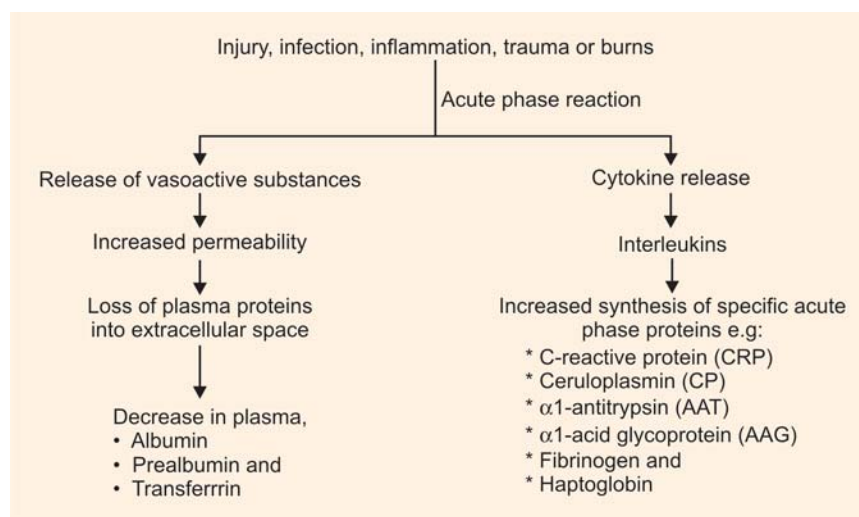 Injury, infection, inflammation, trauma or burns
Acute phase reaction
Release of vasoactive substances
Increased permeability
Loss of plasma proteins
into extracellular space
Decrease in plasma,
• Albumin
• Prealbumin and
• Transferrrin
Cytokine release
Interleukins
Increased synthesis of specific acute
phase proteins e.g:
* C-reactive protein (CRP)
* Ceruloplasmin (CP)
* α1-antitrypsin (AAT)
* α1-acid glycoprotein (AAG)
* Fibrinogen and
* Haptoglobin